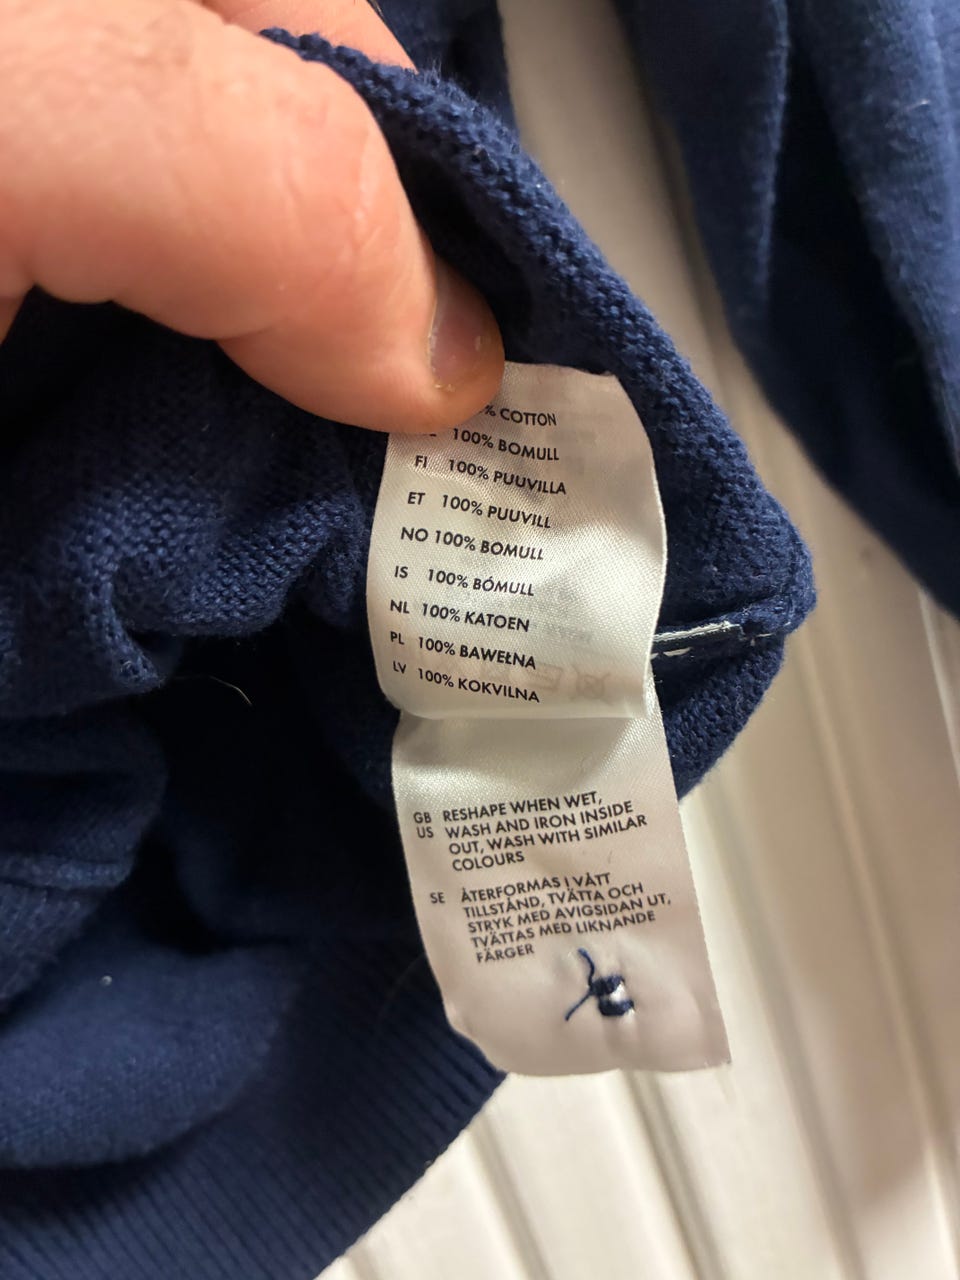 % COTTON
100% BOMULL
FI 100% PUUVILLA
ET 100% PUUVILL
NO 100% BOMULL
IS 100% BÓMULL
NL 100% KATOEN
PL 100% BAWEŁNA
LV 100% KOKVILNA
GB RESHAPE WHEN WET,
US WASH AND IRON INSIDE
OUT, WASH WITH SIMILAR
COLOURS
SE ÅTERFORMAS I VÅTT
TILLSTÅND, TVÄTTA OCH
STRYK MED AVIGSIDAN UT,
TVÄTTAS MED LIKNANDE
FÄRGER